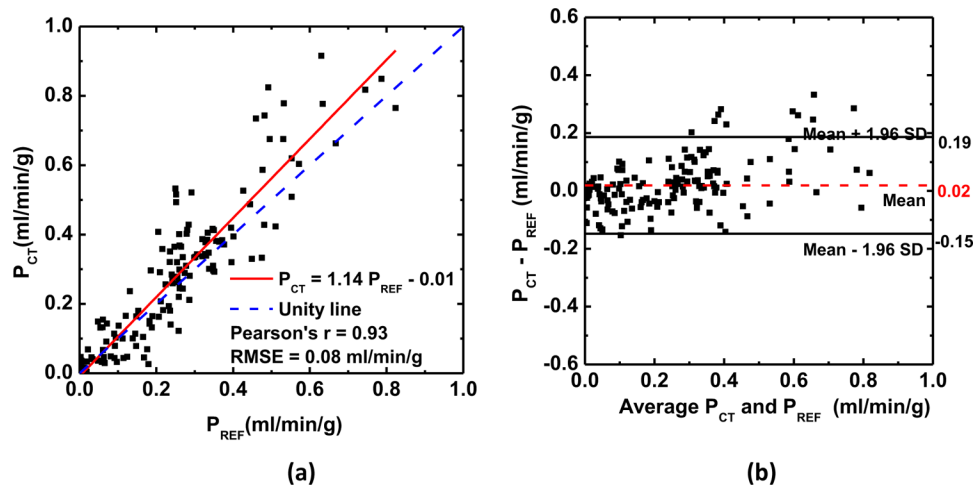 1.0
0.8
0.6
0.4
0.2
0.0
P_CT(ml/min/g)
P_CT = 1.14 P_REF - 0.01
Unity line
Pearson's r = 0.93
RMSE = 0.08 ml/min/g
0.0 0.2 0.4 0.6 0.8 1.0
P_REF(ml/min/g)
(a)
0.6
0.4
0.2
0.0
-0.2
-0.4
-0.6
P_CT - P_REF (ml/min/g)
Mean + 1.96 SD
0.19
0.02
Mean
-0.15
Mean - 1.96 SD
0.0 0.2 0.4 0.6 0.8 1.0
Average P_CT and P_REF (ml/min/g)
(b)